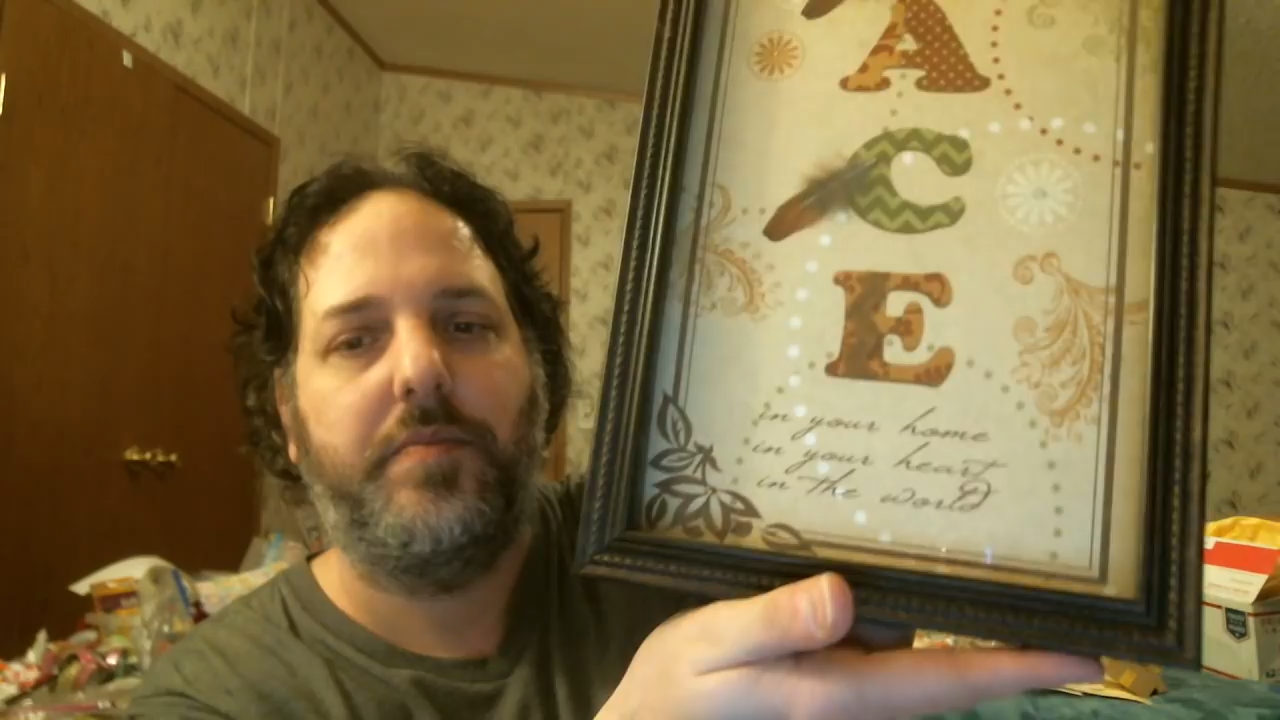 A
C
E
in your home
in your heart
in the world